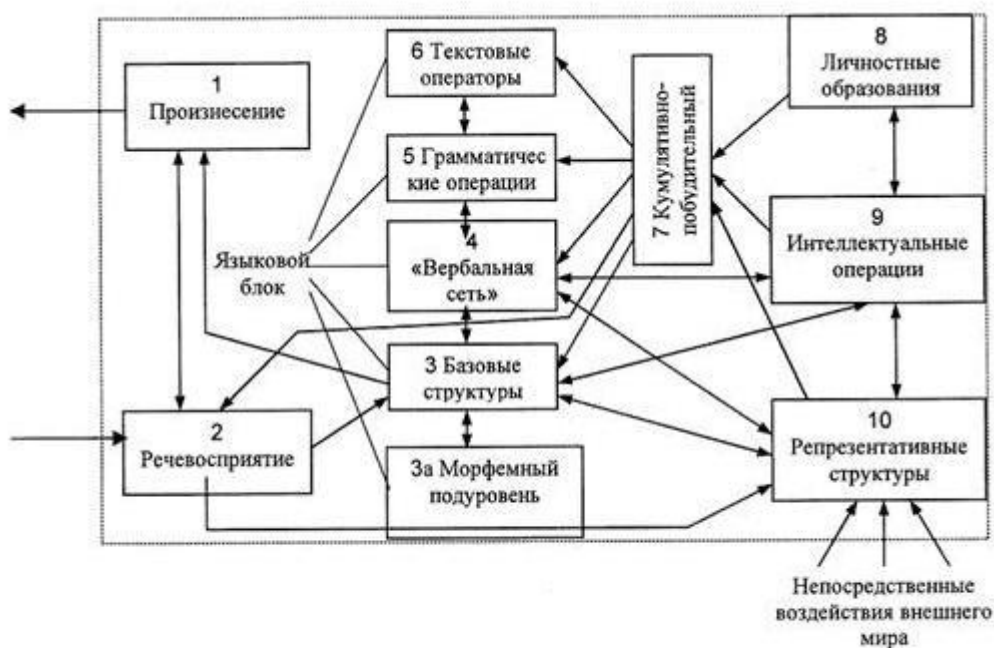 1
Произнесение
6 Текстовые
операторы
5 Грамматичес
кие операции
4
«Вербальная
сеть»
3 Базовые
структуры
3а Морфемный
подуровень
Языковой
блок
2
Речевосприятие
7 Кумулятивно-
побудительный
8
Личностные
образования
9
Интеллектуальные
операции
10
Репрезентативные
структуры
Непосредственные
воздействия внешнего
мира